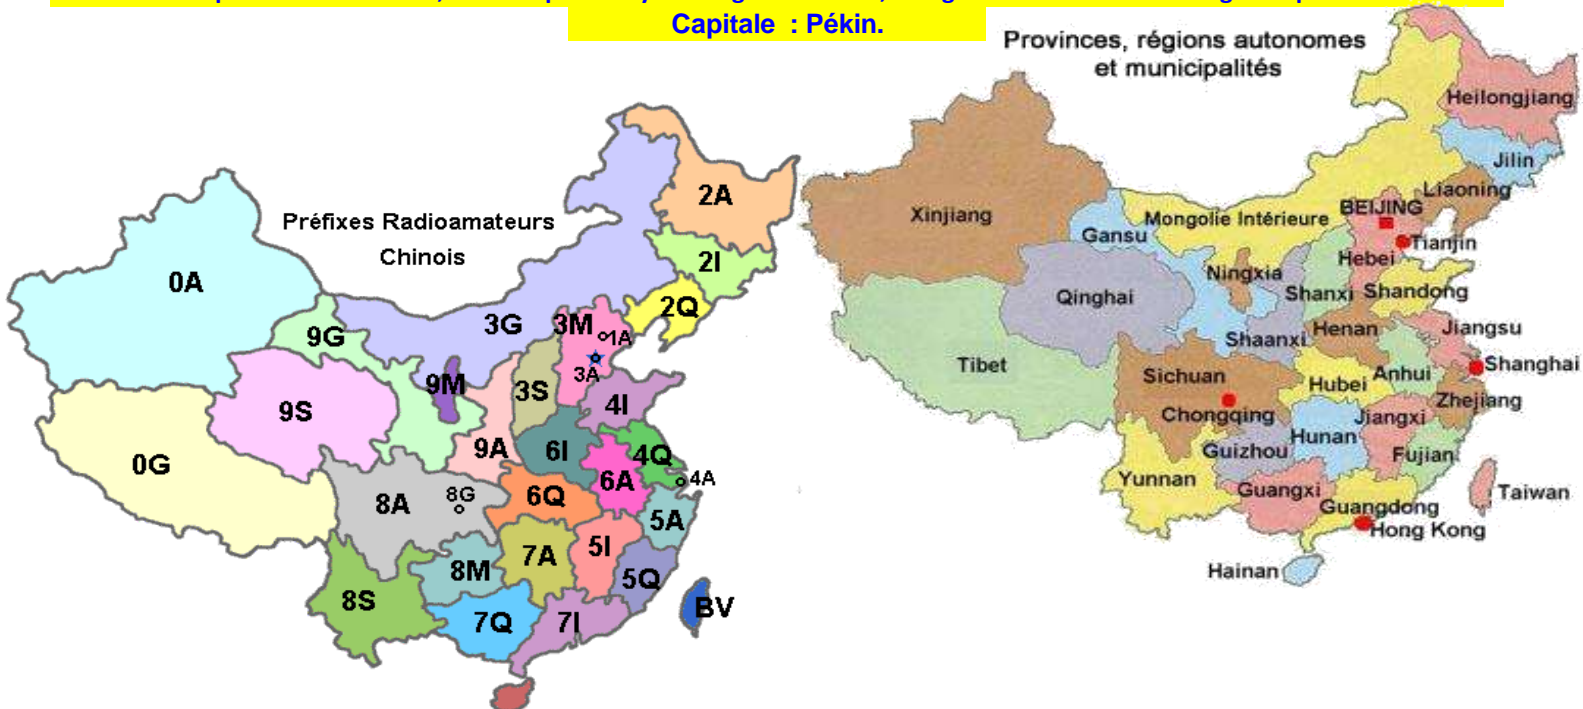 Capitale : Pékin.
Préfixes Radioamateurs
Chinois
0A
0G
9G
9S
9M
9A
3G
3M
1A
3A
3S
2A
2I
2Q
4I
4Q
4A
6I
6A
6Q
5A
5I
5Q
7A
7I
7Q
8A
8G
8M
8S
BV
Provinces, régions autonomes
et municipalités
Heilongjiang
Jilin
Liaoning
BEIJING
Tianjin
Hebei
Mongolie Intérieure
Xinjiang
Gansu
Ningxia
Qinghai
Shanxi
Shandong
Shaanxi
Henan
Jiangsu
Shanghai
Tibet
Sichuan
Chongqing
Hubei
Anhui
Zhejiang
Jiangxi
Hunan
Guizhou
Fujian
Yunnan
Guangxi
Guangdong
Hong Kong
Taiwan
Hainan